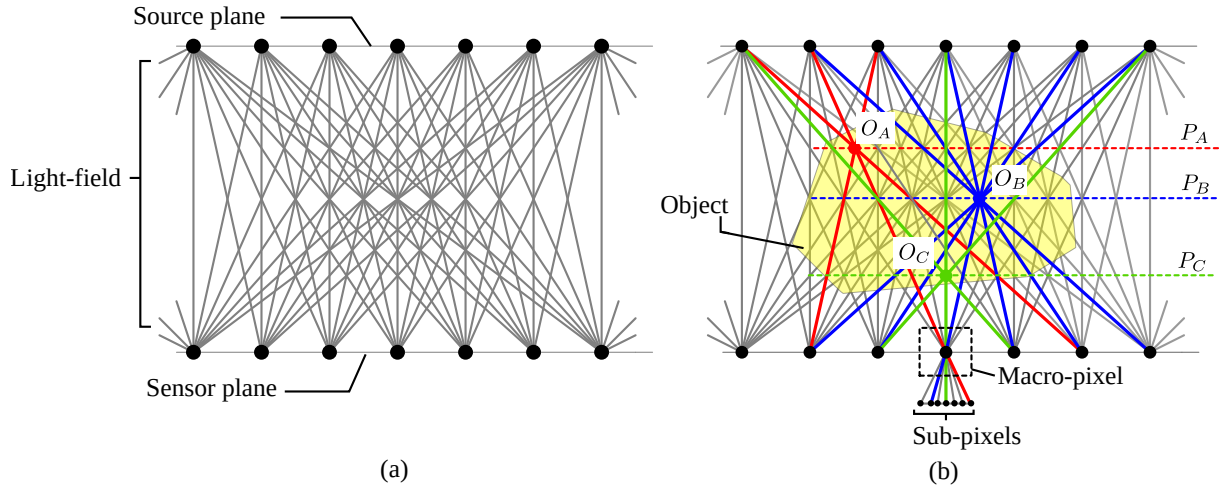 Source plane
Light-field
Sensor plane
(a)
O_A
P_A
O_B
P_B
Object
O_C
P_C
Macro-pixel
Sub-pixels
(b)